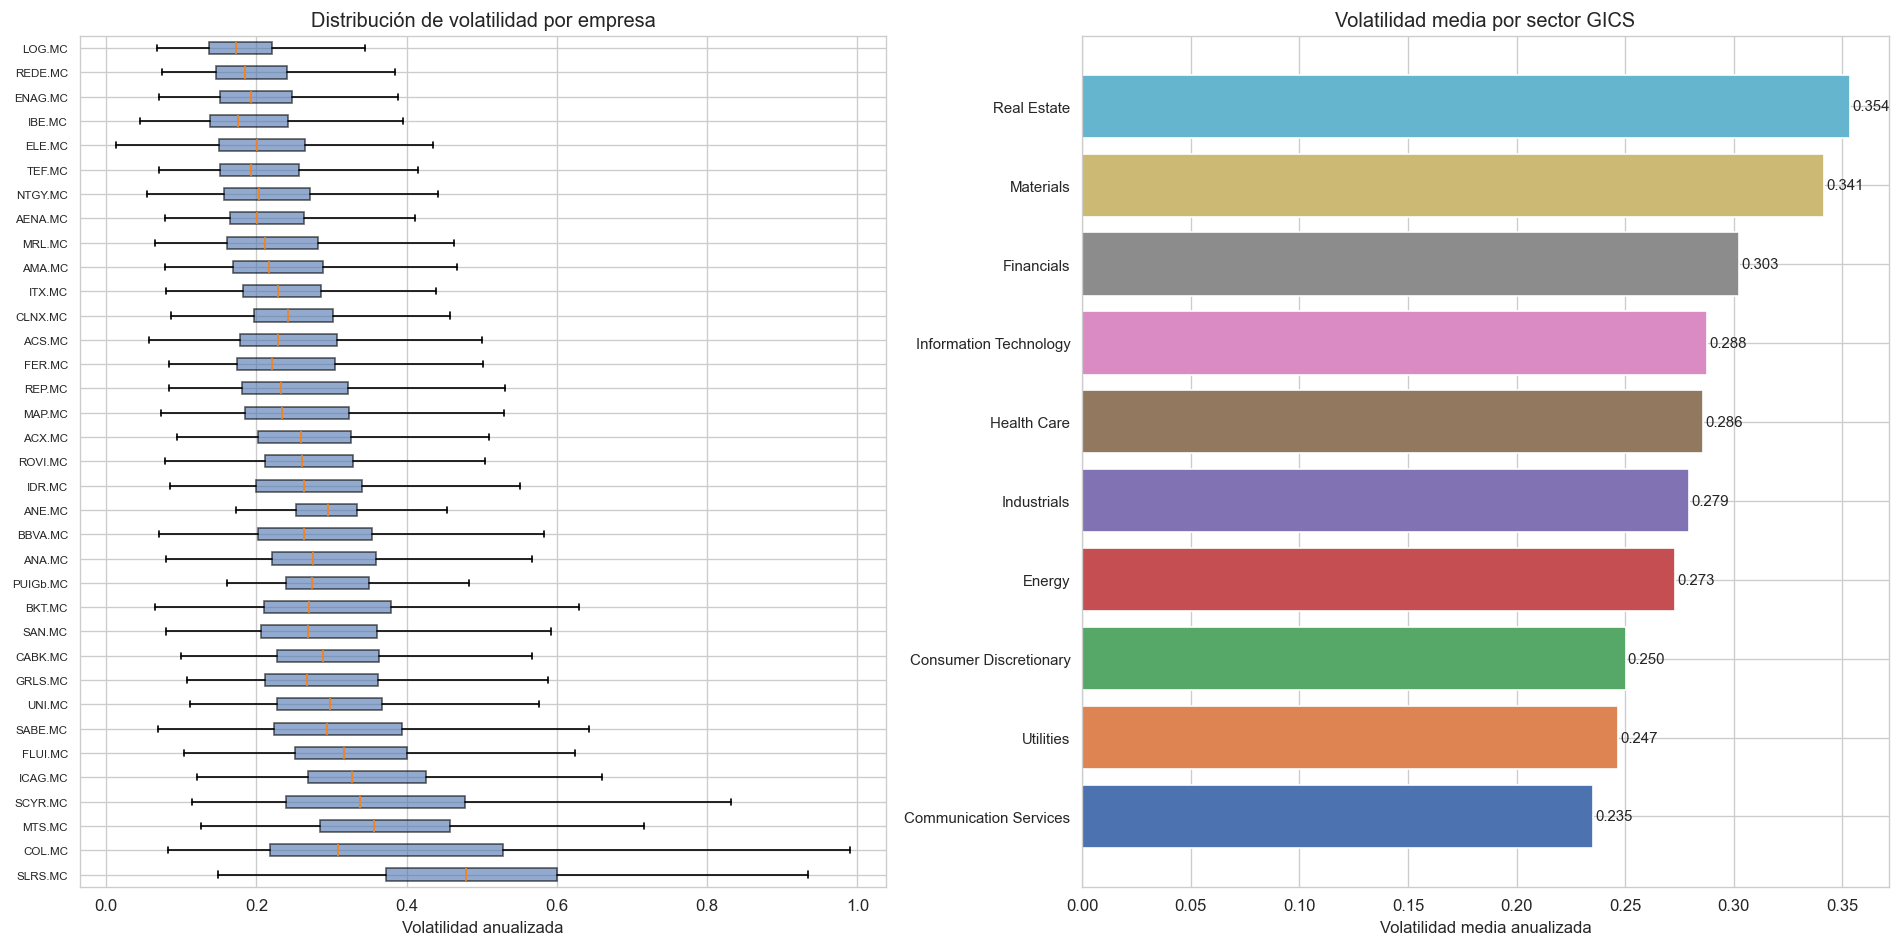 Distribución de volatilidad por empresa
LOG.MC
REDE.MC
ENAG.MC
IBE.MC
ELE.MC
TEF.MC
NTGY.MC
AENA.MC
MRL.MC
AMA.MC
ITX.MC
CLNX.MC
ACS.MC
FER.MC
REP.MC
MAP.MC
ACX.MC
ROVI.MC
IDR.MC
ANE.MC
BBVA.MC
ANA.MC
PUIGb.MC
BKT.MC
SAN.MC
CABK.MC
GRLS.MC
UNI.MC
SABE.MC
FLUI.MC
ICAG.MC
SCYR.MC
MTS.MC
COL.MC
SLRS.MC
0.0 0.2 0.4 0.6 0.8 1.0
Volatilidad anualizada
Volatilidad media por sector GICS
Real Estate 0.354
Materials 0.341
Financials 0.303
Information Technology 0.288
Health Care 0.286
Industrials 0.279
Energy 0.273
Consumer Discretionary 0.250
Utilities 0.247
Communication Services 0.235
0.00 0.05 0.10 0.15 0.20 0.25 0.30 0.35
Volatilidad media anualizada